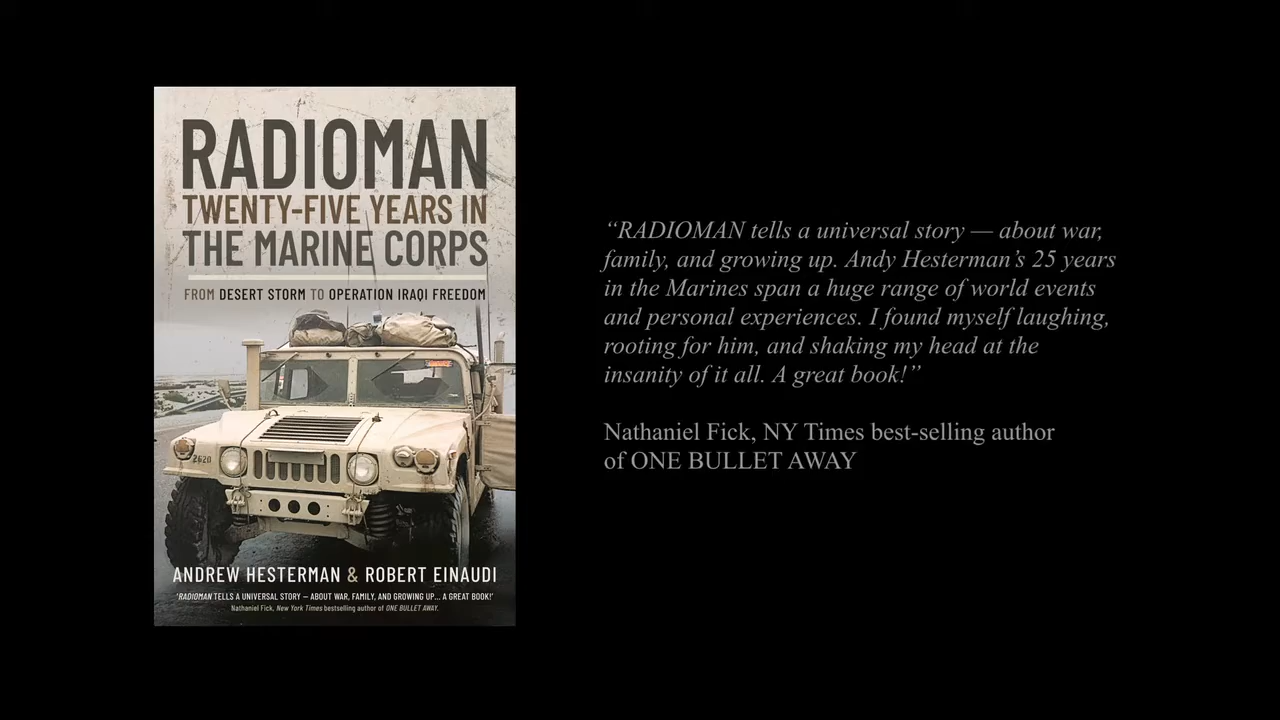 RADIOMAN
TWENTY-FIVE YEARS IN
THE MARINE CORPS
FROM DESERT STORM TO OPERATION IRAQI FREEDOM
2620
ANDREW HESTERMAN & ROBERT EINAUDI
‘RADIOMAN TELLS A UNIVERSAL STORY – ABOUT WAR, FAMILY, AND GROWING UP... A GREAT BOOK!’
Nathaniel Fick, New York Times bestselling author of ONE BULLET AWAY.
“RADIOMAN tells a universal story — about war,
family, and growing up. Andy Hesterman’s 25 years
in the Marines span a huge range of world events
and personal experiences. I found myself laughing,
rooting for him, and shaking my head at the
insanity of it all. A great book!”
Nathaniel Fick, NY Times best-selling author
of ONE BULLET AWAY